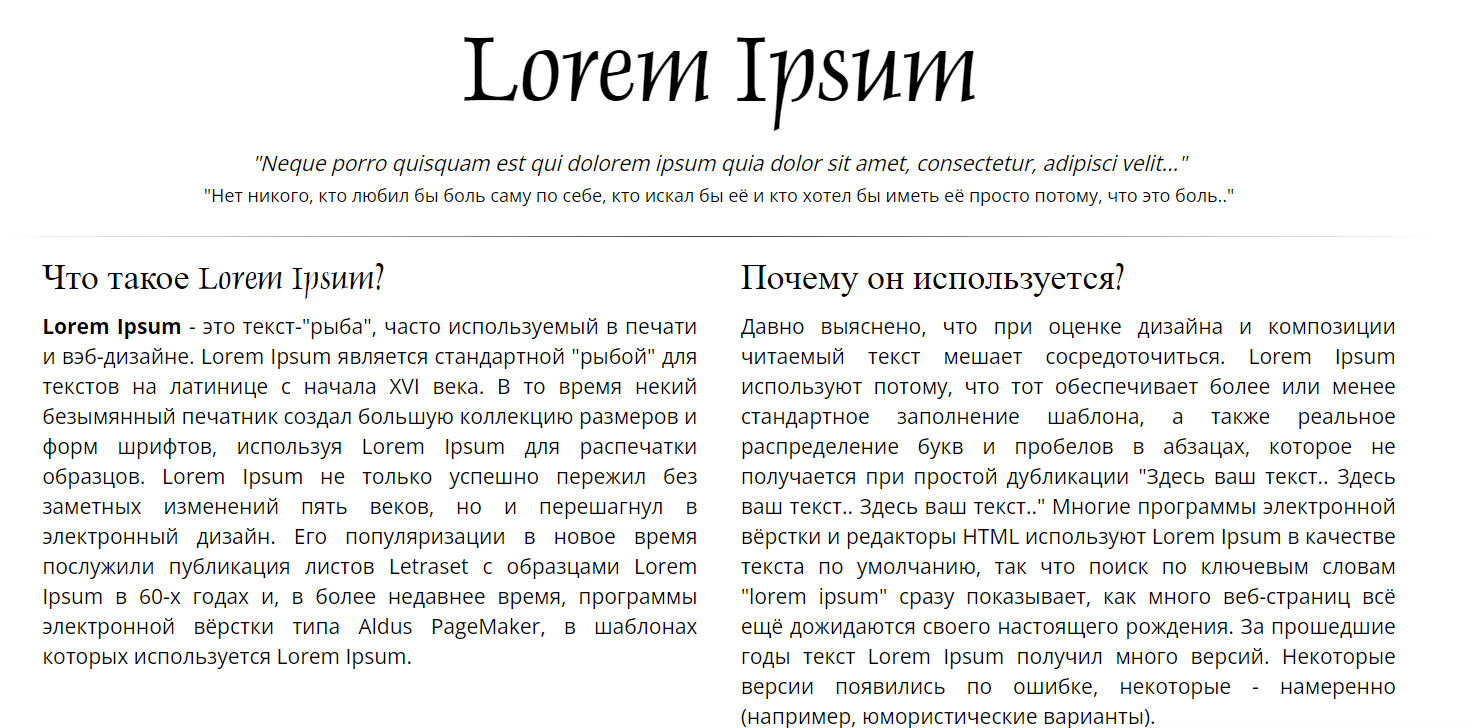 Lorem Ipsum
"Neque porro quisquam est qui dolorem ipsum quia dolor sit amet, consectetur, adipisci velit..."
"Нет никого, кто любил бы боль саму по себе, кто искал бы её и кто хотел бы иметь её просто потому, что это боль.."
Что такое Lorem Ipsum?
Lorem Ipsum - это текст-"рыба", часто используемый в печати
и вэб-дизайне. Lorem Ipsum является стандартной "рыбой" для
текстов на латинице с начала XVI века. В то время некий
безымянный печатник создал большую коллекцию размеров и
форм шрифтов, используя Lorem Ipsum для распечатки
образцов. Lorem Ipsum не только успешно пережил без
заметных изменений пять веков, но и перешагнул в
электронный дизайн. Его популяризации в новое время
послужили публикация листов Letraset с образцами Lorem
Ipsum в 60-х годах и, в более недавнее время, программы
электронной вёрстки типа Aldus PageMaker, в шаблонах
которых используется Lorem Ipsum.
Почему он используется?
Давно выяснено, что при оценке дизайна и композиции
читаемый текст мешает сосредоточиться. Lorem Ipsum
используют потому, что тот обеспечивает более или менее
стандартное заполнение шаблона, а также реальное
распределение букв и пробелов в абзацах, которое не
получается при простой дубликации "Здесь ваш текст.. Здесь
ваш текст.. Здесь ваш текст.." Многие программы электронной
вёрстки и редакторы HTML используют Lorem Ipsum в качестве
текста по умолчанию, так что поиск по ключевым словам
"lorem ipsum" сразу показывает, как много веб-страниц всё
ещё дожидаются своего настоящего рождения. За прошедшие
годы текст Lorem Ipsum получил много версий. Некоторые
версии появились по ошибке, некоторые - намеренно
(например, юмористические варианты).